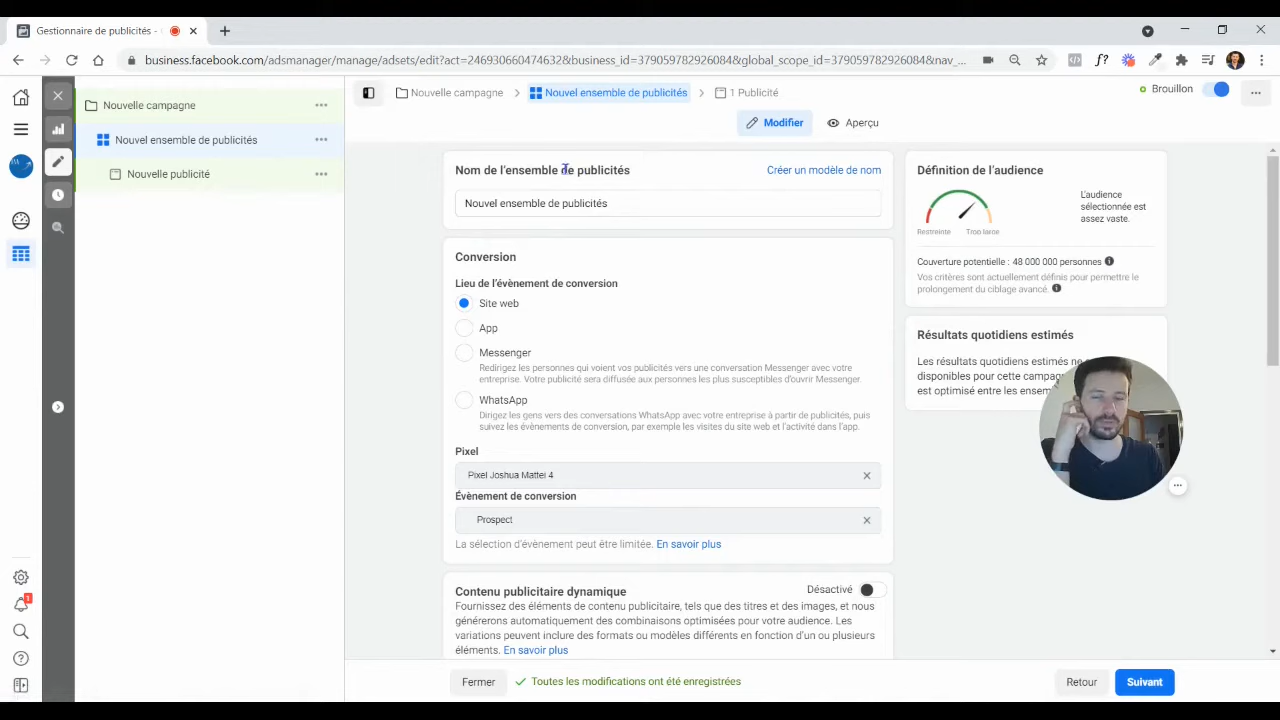 Gestionnaire de publicités -
business.facebook.com/adsmanager/manage/adsets/edit?act=246930660471632&business_id=379059782926084&global_scope_id=379059782926084&nav_...
Nouvelle campagne
Nouvel ensemble de publicités
Nouvelle publicité
1
Nouvelle campagne > Nouvel ensemble de publicités > 1 Publicité
Brouillon
Modifier
Aperçu
Nom de l'ensemble de publicités
Créer un modèle de nom
Nouvel ensemble de publicités
Conversion
Lieu de l'évènement de conversion
Site web
App
Messenger
Redirigez les personnes qui voient vos publicités vers une conversation Messenger avec votre
entreprise. Votre publicité sera diffusée aux personnes les plus susceptibles d'ouvrir Messenger.
WhatsApp
Dirigez les gens vers des conversations WhatsApp avec votre entreprise à partir de publicités, puis
suivez les évènements de conversion, par exemple les visites du site web et l'activité dans l'app.
Pixel
Pixel Joshua Mattei 4
Évènement de conversion
Prospect
La sélection d'évènement peut être limitée. En savoir plus
Contenu publicitaire dynamique
Désactivé
Fournissez des éléments de contenu publicitaire, tels que des titres et des images, et nous
générerons automatiquement des combinaisons optimisées pour votre audience. Les
variations peuvent inclure des formats ou modèles différents en fonction d'un ou plusieurs
éléments. En savoir plus
Définition de l'audience
L'audience
sélectionnée est
assez vaste.
Restreinte
Trop large
Couverture potentielle : 48 000 000 personnes
Vos critères sont actuellement définis pour permettre le
prolongement du ciblage avancé.
Résultats quotidiens estimés
Les résultats quotidiens estimés ne
disponibles pour cette campag
est optimisé entre les ensem
Fermer
Toutes les modifications ont été enregistrées
Retour
Suivant